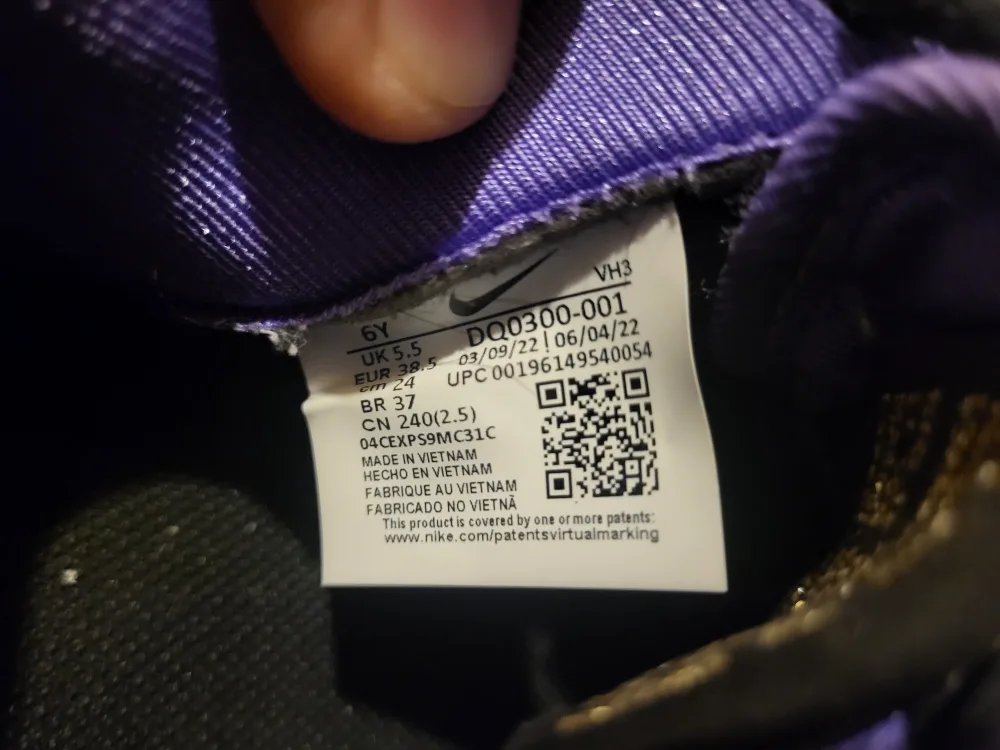 VH3
6Y
DQ0300-001
UK 5.5
03/09/22 | 06/04/22
EUR 38.5
UPC 00196149540054
cm 24
BR 37
CN 240(2.5)
04CEXPS9MC31C
MADE IN VIETNAM
HECHO EN VIETNAM
FABRIQUE AU VIETNAM
FABRICADO NO VIETNÃ
This product is covered by one or more patents:
www.nike.com/patentsvirtualmarking